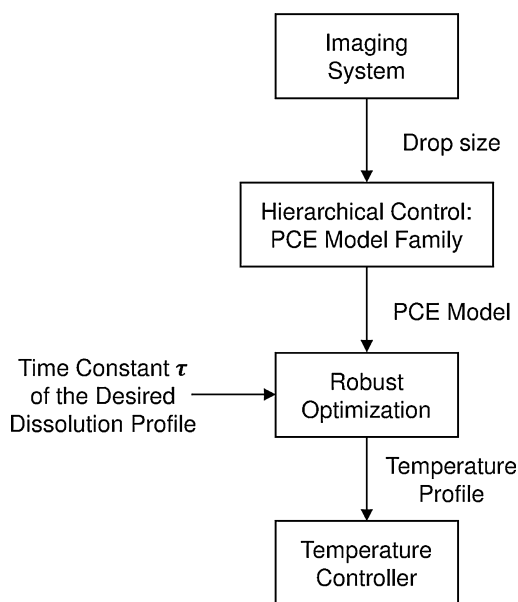 Imaging
System
Drop size
Hierarchical Control:
PCE Model Family
PCE Model
Time Constant τ
of the Desired
Dissolution Profile
Robust
Optimization
Temperature
Profile
Temperature
Controller